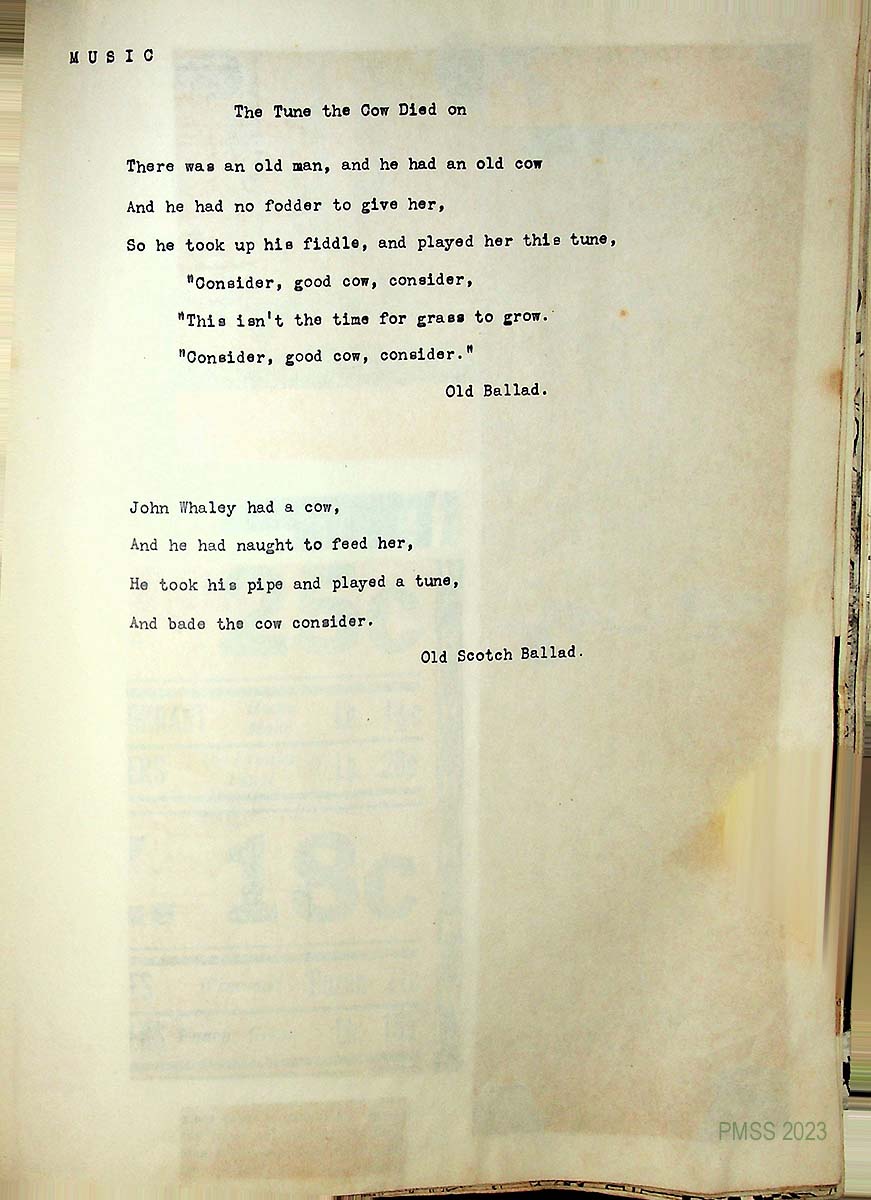 MUSIC
The Tune the Cow Died on
There was an old man, and he had an old cow
And he had no fodder to give her,
So he took up his fiddle, and played her this tune,
"Consider, good cow, consider,
"This isn't the time for grass to grow.
"Consider, good cow, consider."
Old Ballad.
John Whaley had a cow,
And he had naught to feed her,
He took his pipe and played a tune,
And bade the cow consider.
Old Scotch Ballad.
18c
PMSS 2023